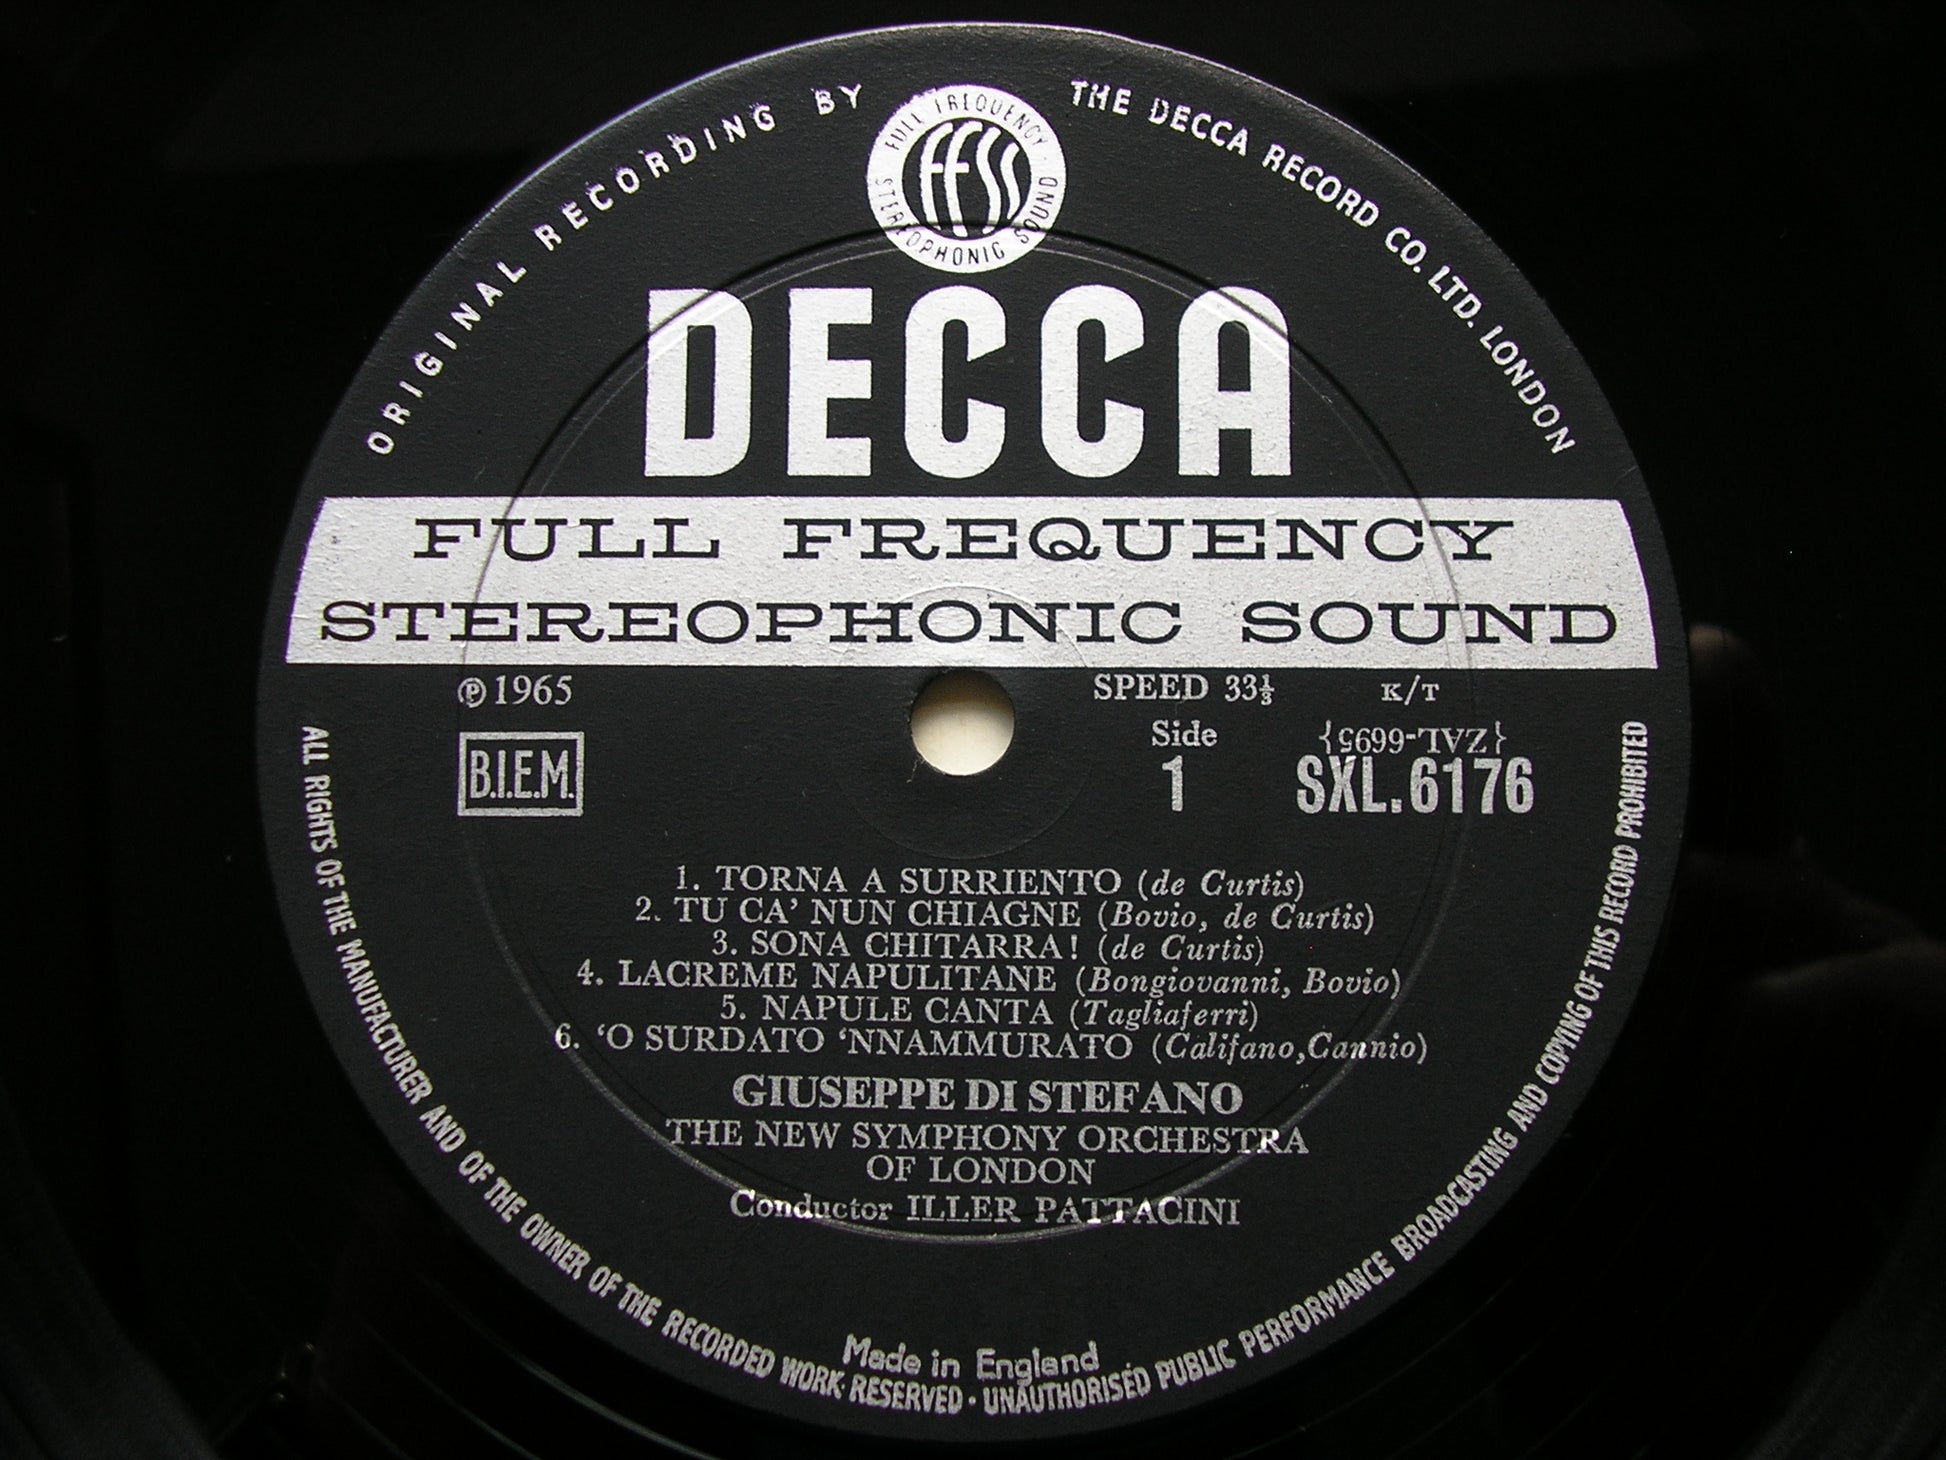 ORIGINAL RECORDING BY THE DECCA RECORD CO. LTD. LONDON
FULL FREQUENCY · STEREOPHONIC SOUND
FFSS
DECCA
FULL FREQUENCY
STEREOPHONIC SOUND
℗1965 SPEED 33⅓ K/T
B.I.E.M. Side {ZAL-6695}
1 SXL.6176
1. TORNA A SURRIENTO (de Curtis)
2. TU CA' NUN CHIAGNE (Bovio, de Curtis)
3. SONA CHITARRA! (de Curtis)
4. LACREME NAPULITANE (Bongiovanni, Bovio)
5. NAPULE CANTA (Tagliaferri)
6. 'O SURDATO 'NNAMMURATO (Califano,Cannio)
GIUSEPPE DI STEFANO
THE NEW SYMPHONY ORCHESTRA
OF LONDON
Conductor ILLER PATTACINI
Made in England
ALL RIGHTS OF THE MANUFACTURER AND OF THE OWNER OF THE RECORDED WORK RESERVED · UNAUTHORISED PUBLIC PERFORMANCE BROADCASTING AND COPYING OF THIS RECORD PROHIBITED